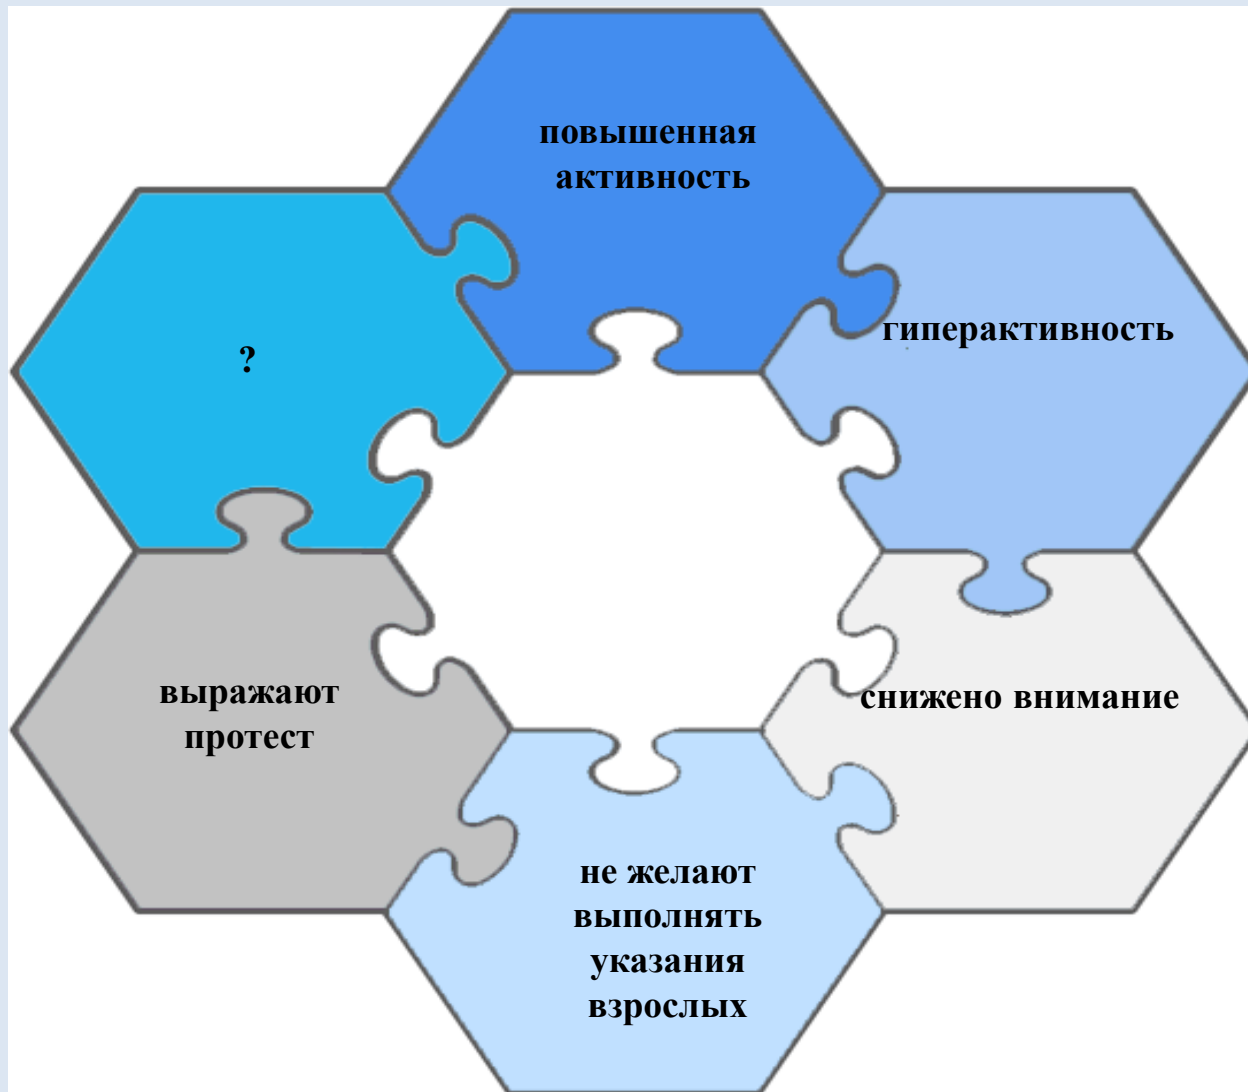 повышенная
активность
гиперактивность
?
снижено внимание
выражают
протест
не желают
выполнять
указания
взрослых